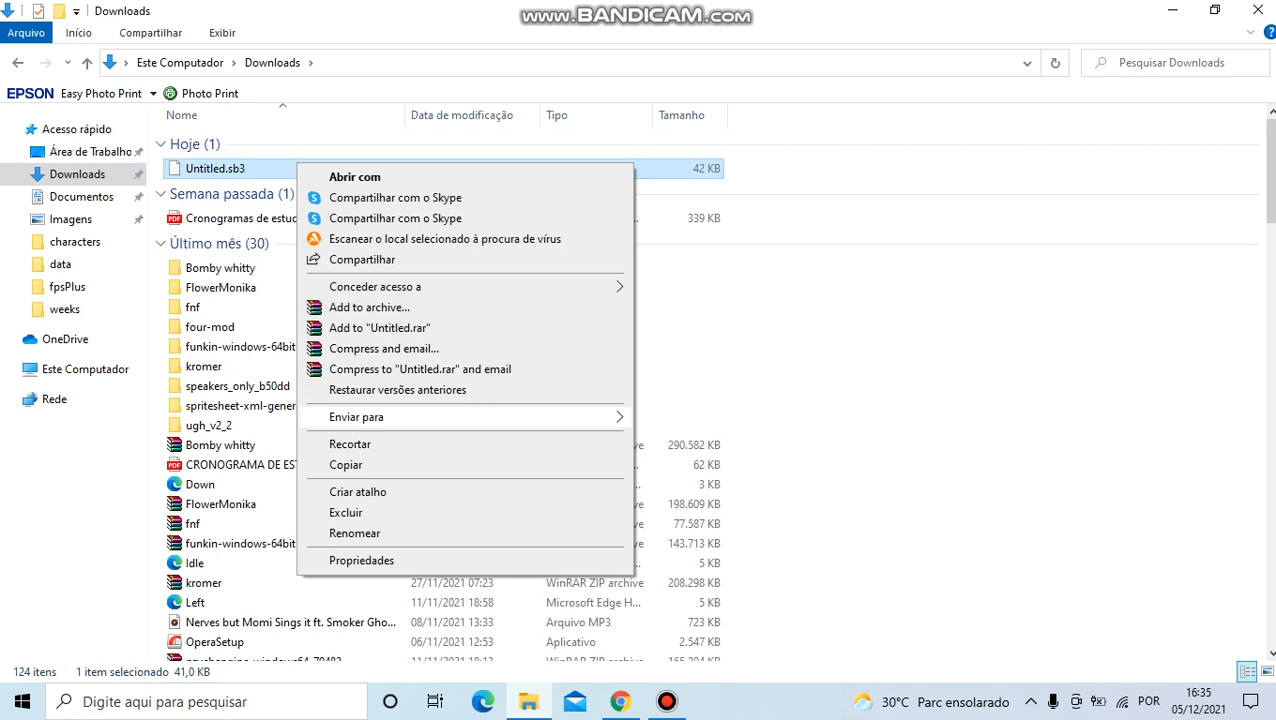 Downloads
www.BANDICAM.com
Arquivo Início Compartilhar Exibir
Este Computador Downloads
Pesquisar Downloads
EPSON Easy Photo Print Photo Print
Nome Data de modificação Tipo Tamanho
Acesso rápido
Área de Trabalho
Downloads
Documentos
Imagens
characters
data
fpsPlus
weeks
OneDrive
Este Computador
Rede
Hoje (1)
Untitled.sb3 42 KB
Semana passada (1)
Cronogramas de estud 339 KB
Último mês (30)
Bomby whitty
FlowerMonika
fnf
four-mod
funkin-windows-64bit
kromer
speakers_only_b50dd
spritesheet-xml-gener
ugh_v2_2
Bomby whitty ve 290.582 KB
CRONOGRAMA DE EST 62 KB
Down 3 KB
FlowerMonika ve 198.609 KB
fnf ve 77.587 KB
funkin-windows-64bit ve 143.713 KB
Idle 5 KB
kromer 27/11/2021 07:23 WinRAR ZIP archive 208.298 KB
Left 11/11/2021 18:58 Microsoft Edge H... 5 KB
Nerves but Momi Sings it ft. Smoker Gho... 08/11/2021 13:33 Arquivo MP3 723 KB
OperaSetup 06/11/2021 12:53 Aplicativo 2.547 KB
Abrir com
Compartilhar com o Skype
Compartilhar com o Skype
Escanear o local selecionado à procura de vírus
Compartilhar
Conceder acesso a
Add to archive...
Add to "Untitled.rar"
Compress and email...
Compress to "Untitled.rar" and email
Restaurar versões anteriores
Enviar para
Recortar
Copiar
Criar atalho
Excluir
Renomear
Propriedades
124 itens 1 item selecionado 41,0 KB
Digite aqui para pesquisar
30°C Parc ensolarado POR 16:35
05/12/2021